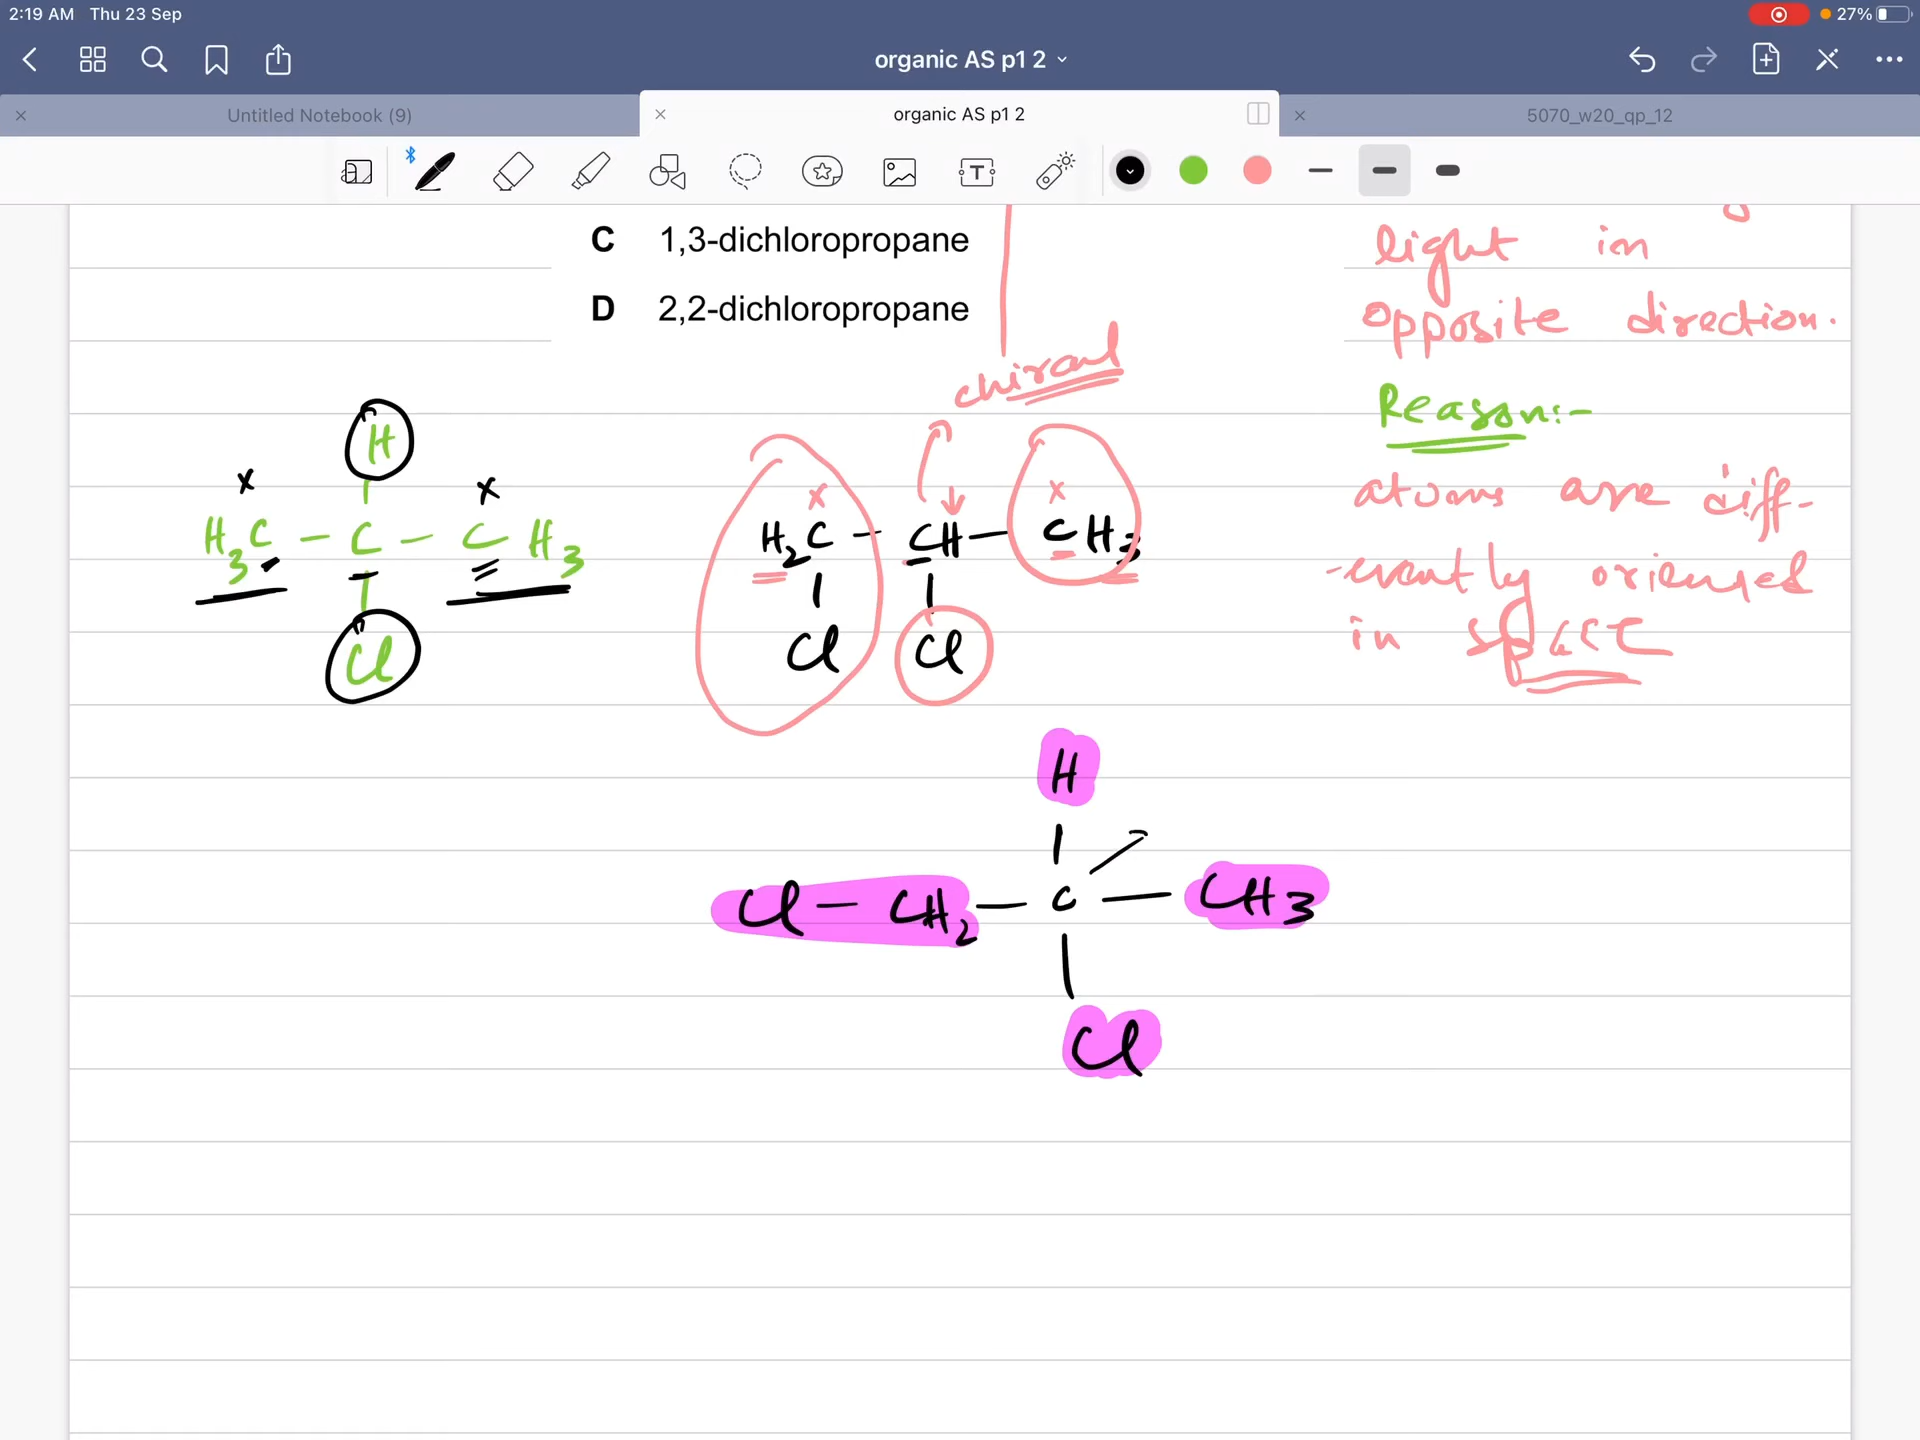 2:19 AM Thu 23 Sep
27%
organic AS p1 2
Untitled Notebook (9)
organic AS p1 2
5070_w20_qp_12
C 1,3-dichloropropane
D 2,2-dichloropropane
light in
opposite direction.
chiral
Reason:-
atoms are diff-
-erently oriented
in space
H
x x
H3C - C - CH3
Cl
x x
H2C - CH - CH3
Cl Cl
H
Cl - CH2 - C - CH3
Cl